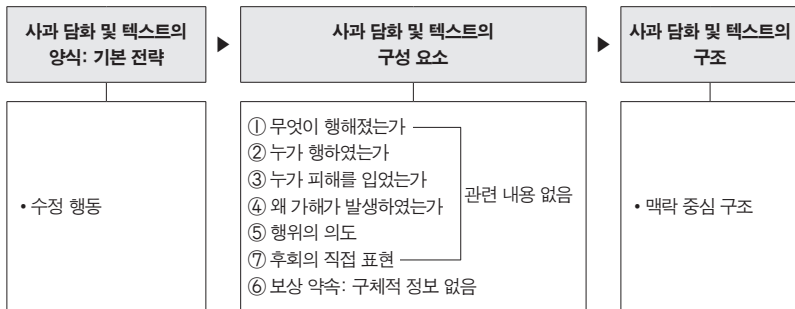 사과 담화 및 텍스트의
양식: 기본 전략
▶
사과 담화 및 텍스트의
구성 요소
▶
사과 담화 및 텍스트의
구조
• 수정 행동
① 무엇이 행해졌는가
② 누가 행하였는가
③ 누가 피해를 입었는가
④ 왜 가해가 발생하였는가
⑤ 행위의 의도
⑦ 후회의 직접 표현
관련 내용 없음
⑥ 보상 약속: 구체적 정보 없음
• 맥락 중심 구조